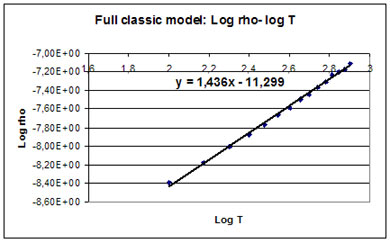 Full classic model: Log rho- log T
-7,00E+00
1,6 1,8 2 2,2 2,4 2,6 2,8 3
-7,20E+00
y = 1,436x - 11,299
-7,40E+00
-7,60E+00
-7,80E+00
-8,00E+00
-8,20E+00
-8,40E+00
-8,60E+00
Log rho
Log T